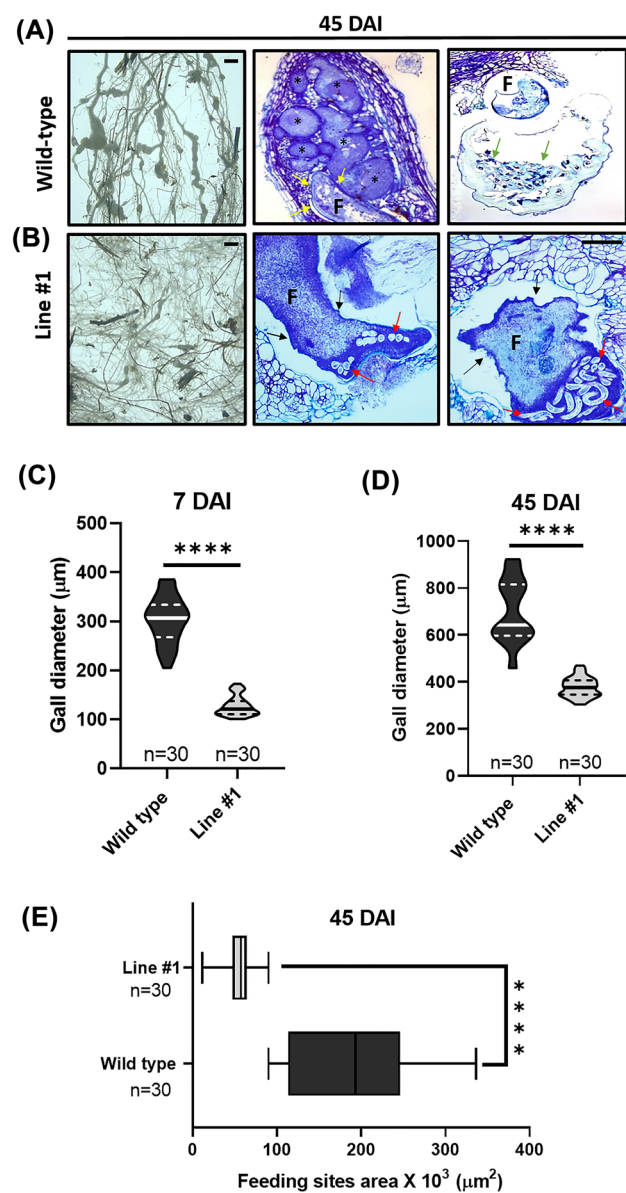 45 DAI
(A)
Wild-type
* * * * * * *
F
F
(B)
Line #1
F
F
(C)
7 DAI
****
Gall diameter (μm)
500
400
300
200
100
0
n=30 n=30
Wild type Line #1
(D)
45 DAI
****
Gall diameter (μm)
1000
800
600
400
200
0
n=30 n=30
Wild type Line #1
(E)
45 DAI
Line #1
n=30
Wild type
n=30
****
0 100 200 300 400
Feeding sites area X 10³ (μm²)